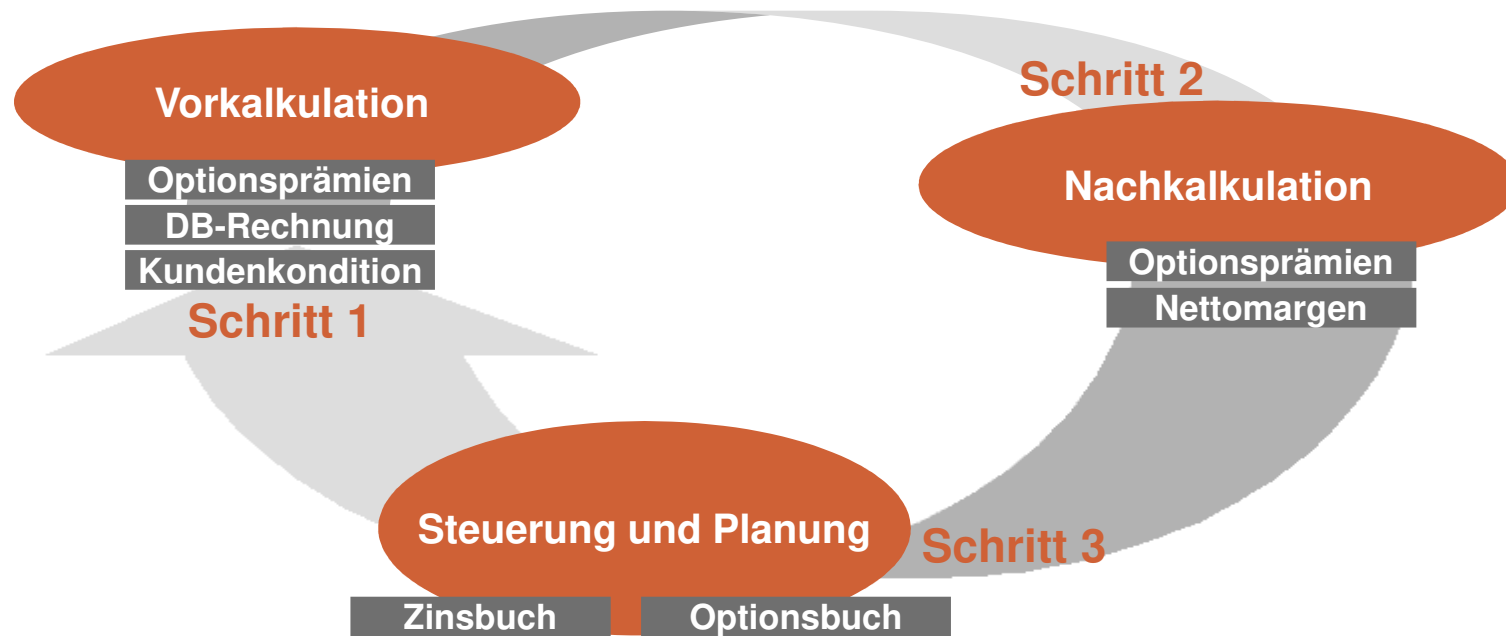 Vorkalkulation
Optionsprämien
DB-Rechnung
Kundenkondition
Schritt 1
Schritt 2
Nachkalkulation
Optionsprämien
Nettomargen
Steuerung und Planung
Schritt 3
Zinsbuch
Optionsbuch